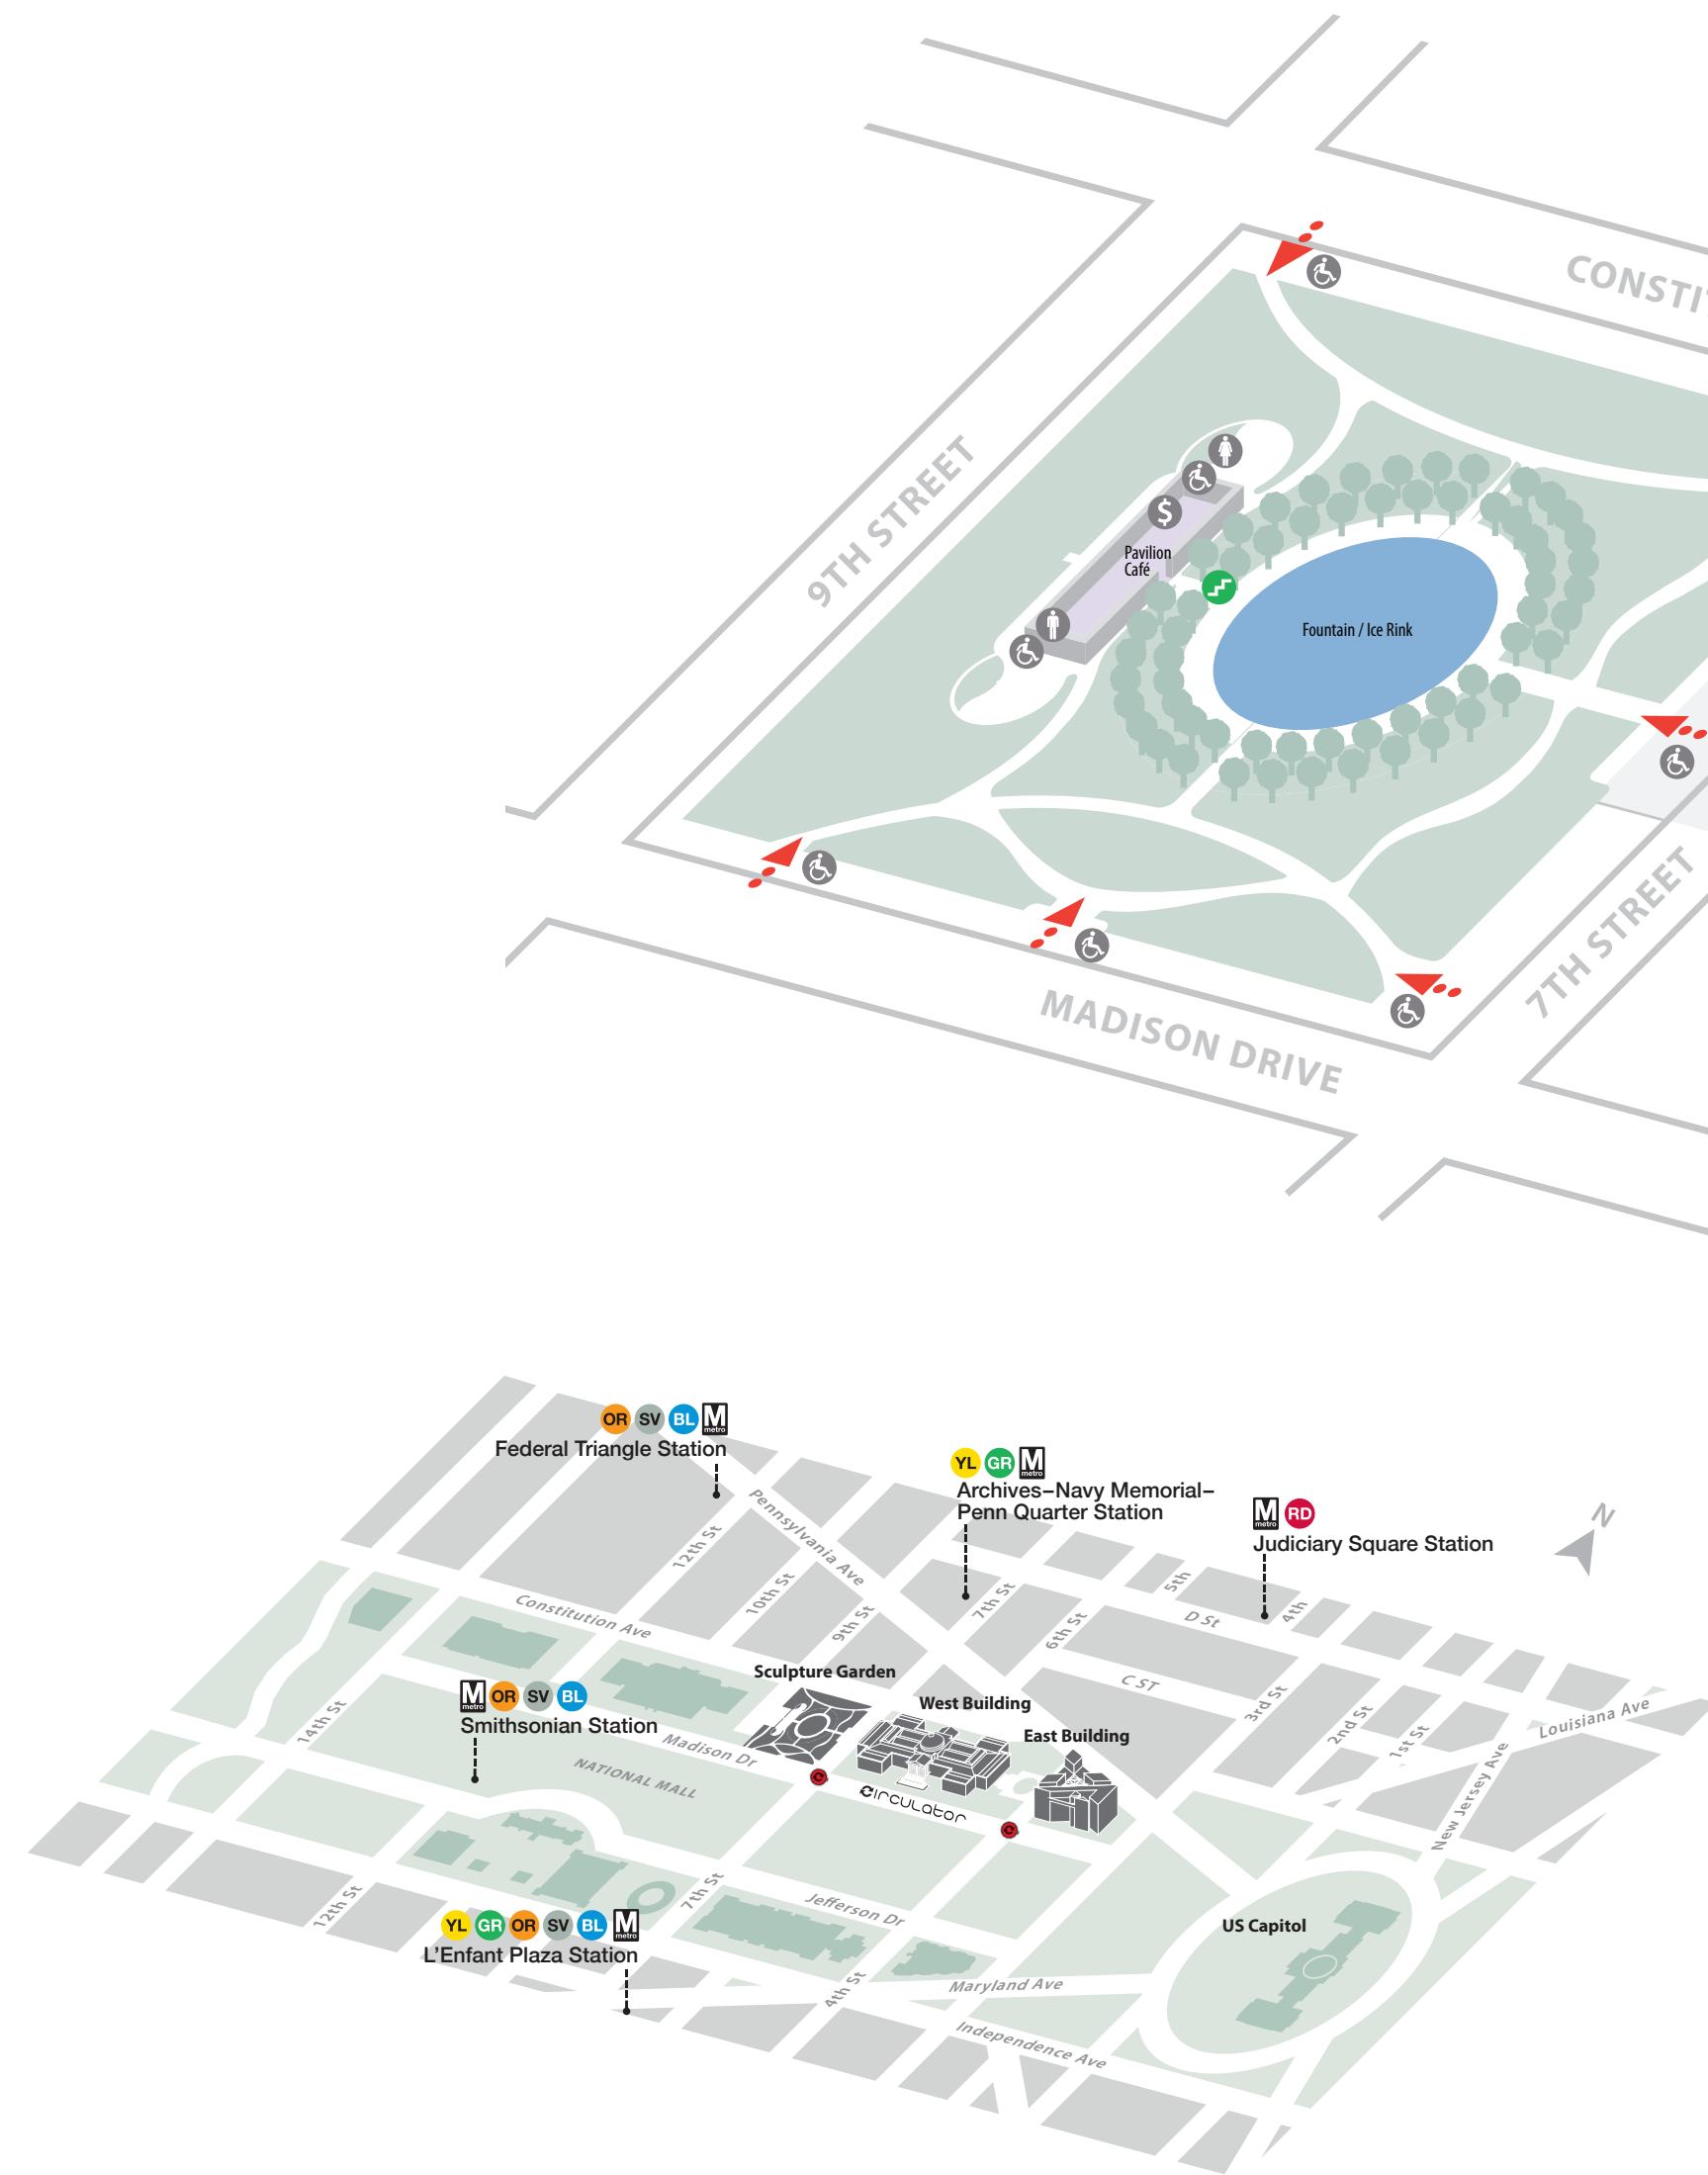 CONSTI
9TH STREET
$
Pavilion
Café
Fountain / Ice Rink
7TH STREET
MADISON DRIVE
OR SV BL M
metro
Federal Triangle Station
YL GR M
metro
Archives–Navy Memorial–
Penn Quarter Station
M RD
metro
Judiciary Square Station
N
Pennsylvania Ave
12th St
10th St
9th St
7th St
6th St
5th
4th
D St
C ST
Constitution Ave
Sculpture Garden
West Building
East Building
M OR SV BL
metro
Smithsonian Station
14th St
Madison Dr
NATIONAL MALL
circulator
3rd St
2nd St
1st St
Louisiana Ave
New Jersey Ave
12th St
7th St
Jefferson Dr
US Capitol
YL GR OR SV BL M
metro
L’Enfant Plaza Station
4th St
Maryland Ave
Independence Ave